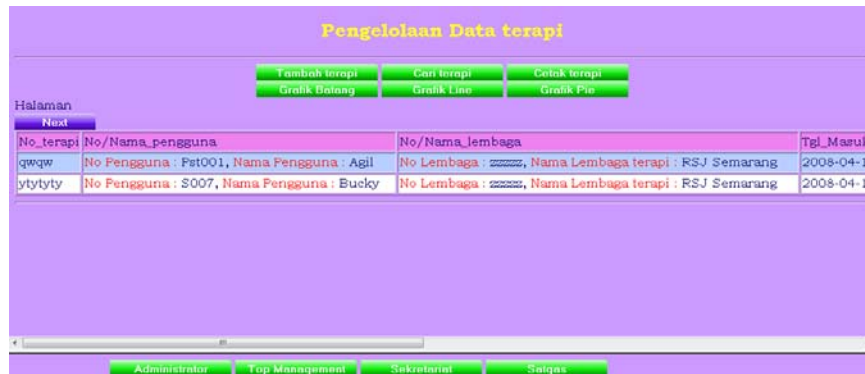 Pengelolaan Data terapi
Tambah terapi Cari terapi Cetak terapi
Grafik Batang Grafik Line Grafik Pie
Halaman
Next
No_terapi No/Nama_pengguna No/Nama_lembaga Tgl_Masuk
qwqw No Pengguna : Pst001, Nama Pengguna : Agil No Lembaga : zzzzz, Nama Lembaga terapi : RSJ Semarang 2008-04-1
ytytyty No Pengguna : S007, Nama Pengguna : Bucky No Lembaga : zzzzz, Nama Lembaga terapi : RSJ Semarang 2008-04-1
Administrator Top Management Sekretariat Satgas